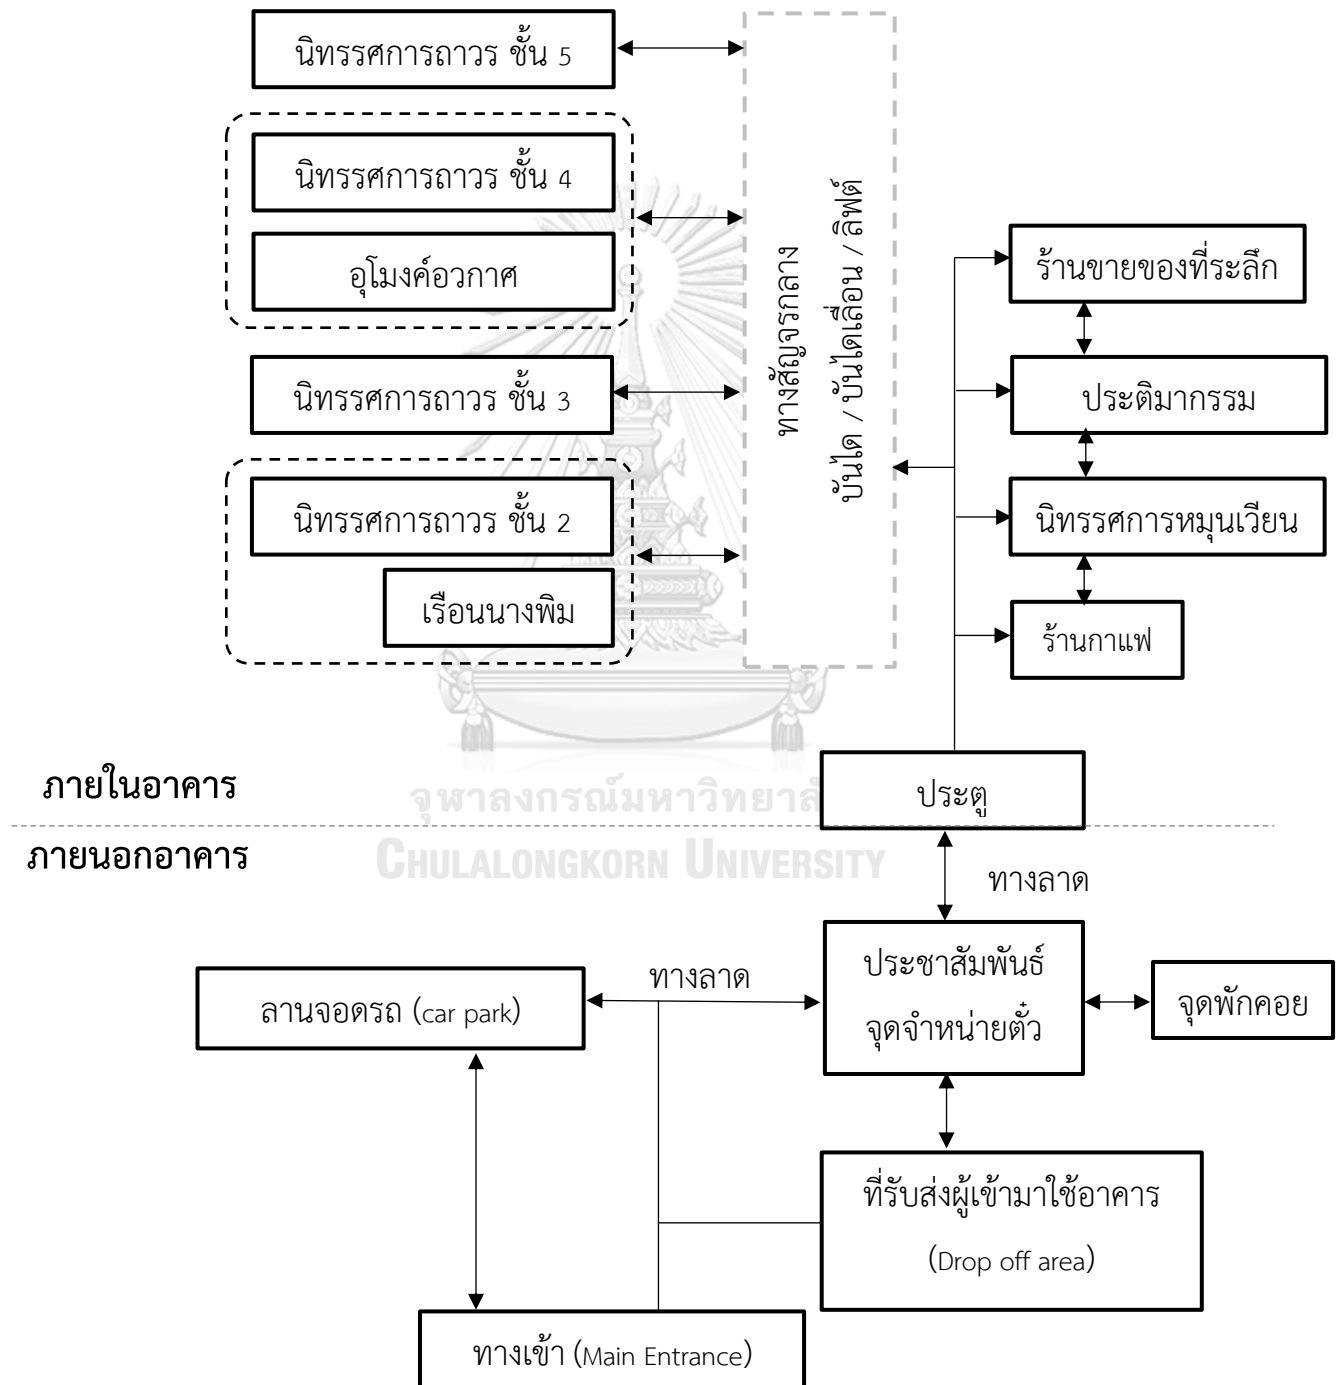 นิทรรศการถาวร ชั้น 5
นิทรรศการถาวร ชั้น 4
อุโมงค์อวกาศ
นิทรรศการถาวร ชั้น 3
นิทรรศการถาวร ชั้น 2
เรือนนางพิม
ทางสัญจรกลาง
บันได / บันไดเลื่อน / ลิฟต์
ร้านขายของที่ระลึก
ประติมากรรม
นิทรรศการหมุนเวียน
ร้านกาแฟ
ภายในอาคาร
ประตู
จุฬาลงกรณ์มหาวิทยาลั
ภายนอกอาคาร
CHULALONGKORN UNIVERSITY
ทางลาด
ประชาสัมพันธ์
จุดจำหน่ายตั๋ว
ทางลาด
ลานจอดรถ (car park)
จุดพักคอย
ที่รับส่งผู้เข้ามาใช้อาคาร
(Drop off area)
ทางเข้า (Main Entrance)